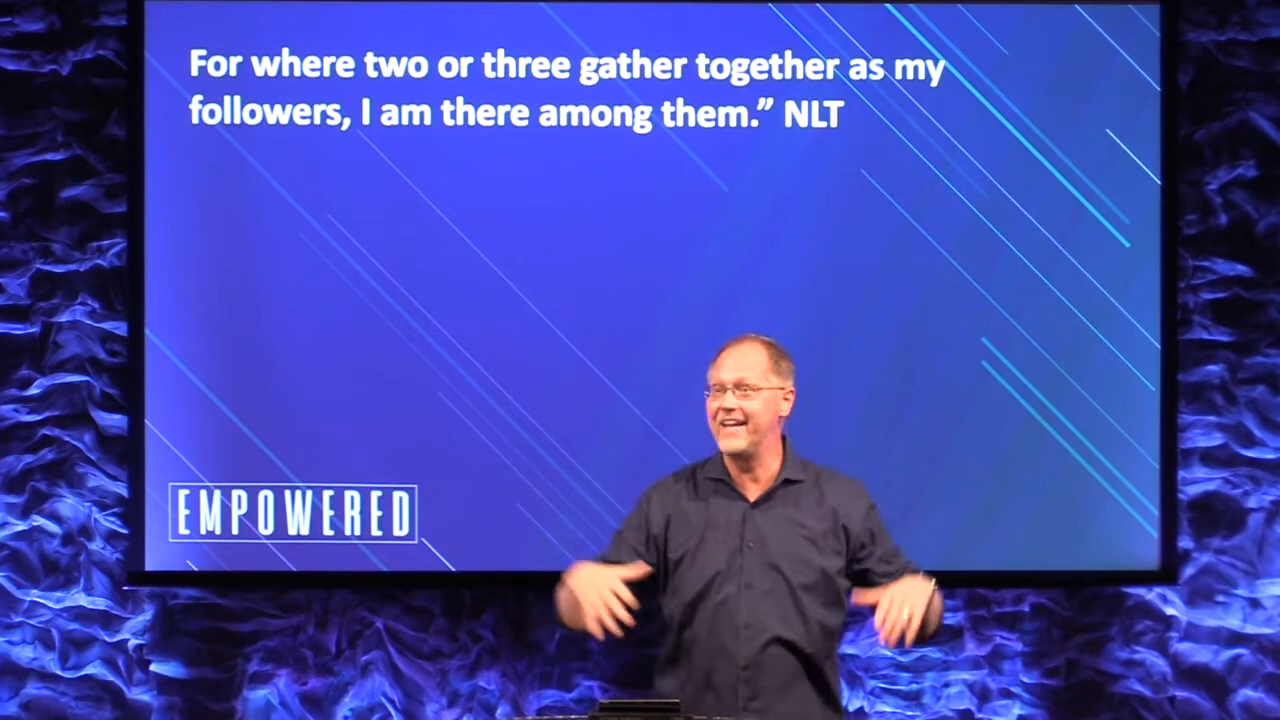 For where two or three gather together as my
followers, I am there among them.” NLT
EMPOWERED